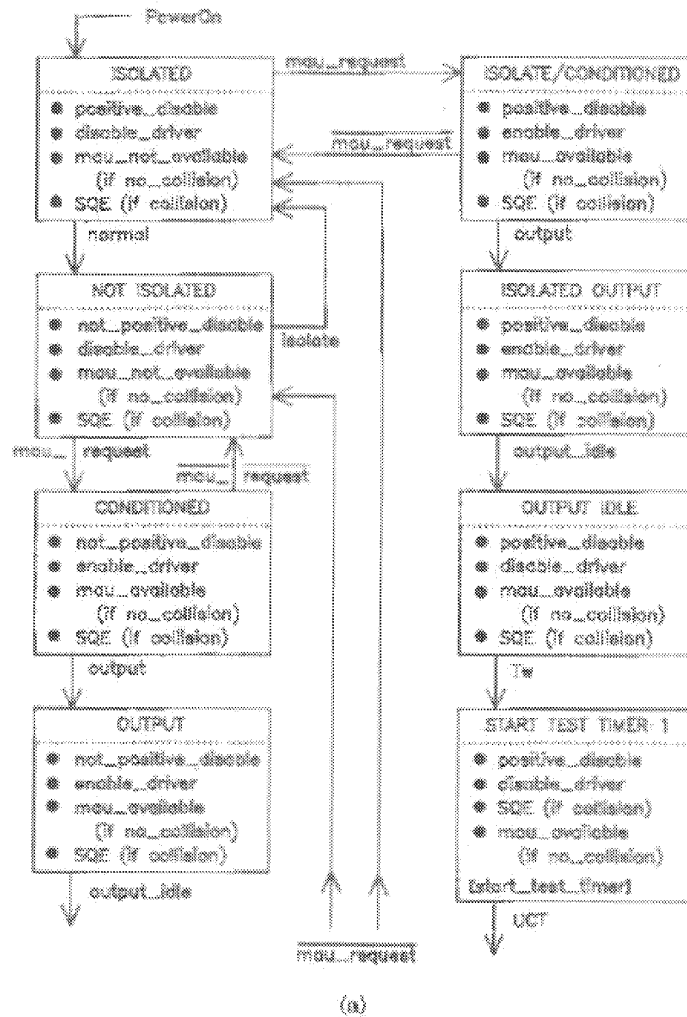 PowerOn
ISOLATED
● positive_disable
● disable_driver
● mau_not_available
(if no_collision)
● SQE (if collision)
mau_request
mau_request
ISOLATE/CONDITIONED
● positive_disable
● enable_driver
● mau_available
(if no_collision)
● SQE (if collision)
normal
output
NOT ISOLATED
● not_positive_disable
● disable_driver
● mau_not_available
(if no_collision)
● SQE (if collision)
isolate
ISOLATED OUTPUT
● positive_disable
● enable_driver
● mau_available
(if no_collision)
● SQE (if collision)
mau_request
mau_request
output_idle
CONDITIONED
● not_positive_disable
● enable_driver
● mau_available
(if no_collision)
● SQE (if collision)
OUTPUT IDLE
● positive_disable
● disable_driver
● mau_available
(if no_collision)
● SQE (if collision)
output
Tw
OUTPUT
● not_positive_disable
● enable_driver
● mau_available
(if no_collision)
● SQE (if collision)
START TEST TIMER 1
● positive_disable
● disable_driver
● SQE (if collision)
● mau_available
(if no_collision)
[start_test_timer]
output_idle
UCT
mau_request
(a)